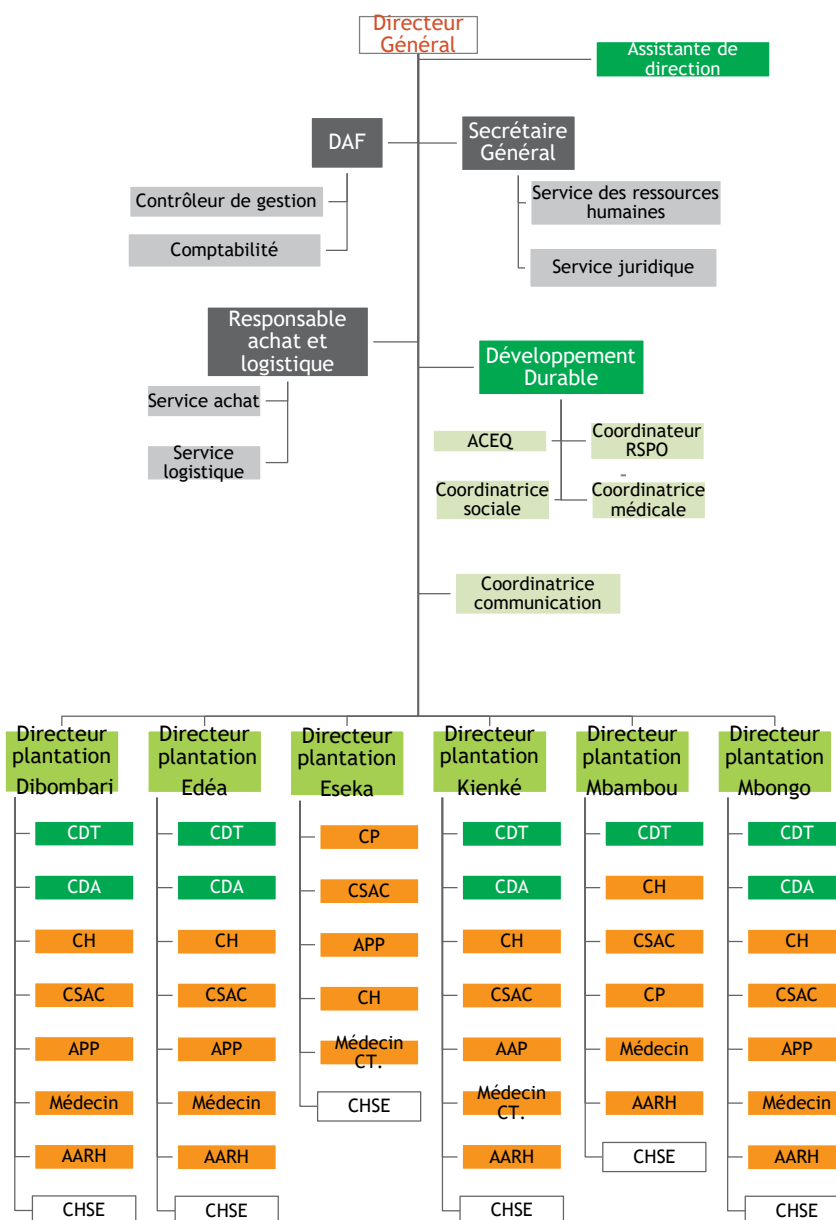 Directeur
Général
Assistante de
direction
DAF
Secrétaire
Général
Contrôleur de gestion
Service des ressources
humaines
Comptabilité
Service juridique
Responsable
achat et
logistique
Développement
Durable
Service achat
ACEQ
Coordinateur
RSPO
Service
logistique
-
Coordinatrice
sociale
Coordinatrice
médicale
Coordinatrice
communication
Directeur
plantation
Dibombari
CDT
CDA
CH
CSAC
APP
Médecin
AARH
CHSE
Directeur
plantation
Edéa
CDT
CDA
CH
CSAC
APP
Médecin
AARH
CHSE
Directeur
plantation
Eseka
CP
CSAC
APP
CH
Médecin
CT.
CHSE
Directeur
plantation
Kienké
CDT
CDA
CH
CSAC
AAP
Médecin
CT.
AARH
CHSE
Directeur
plantation
Mbambou
CDT
CH
CSAC
CP
Médecin
AARH
CHSE
Directeur
plantation
Mbongo
CDT
CDA
CH
CSAC
APP
Médecin
AARH
CHSE